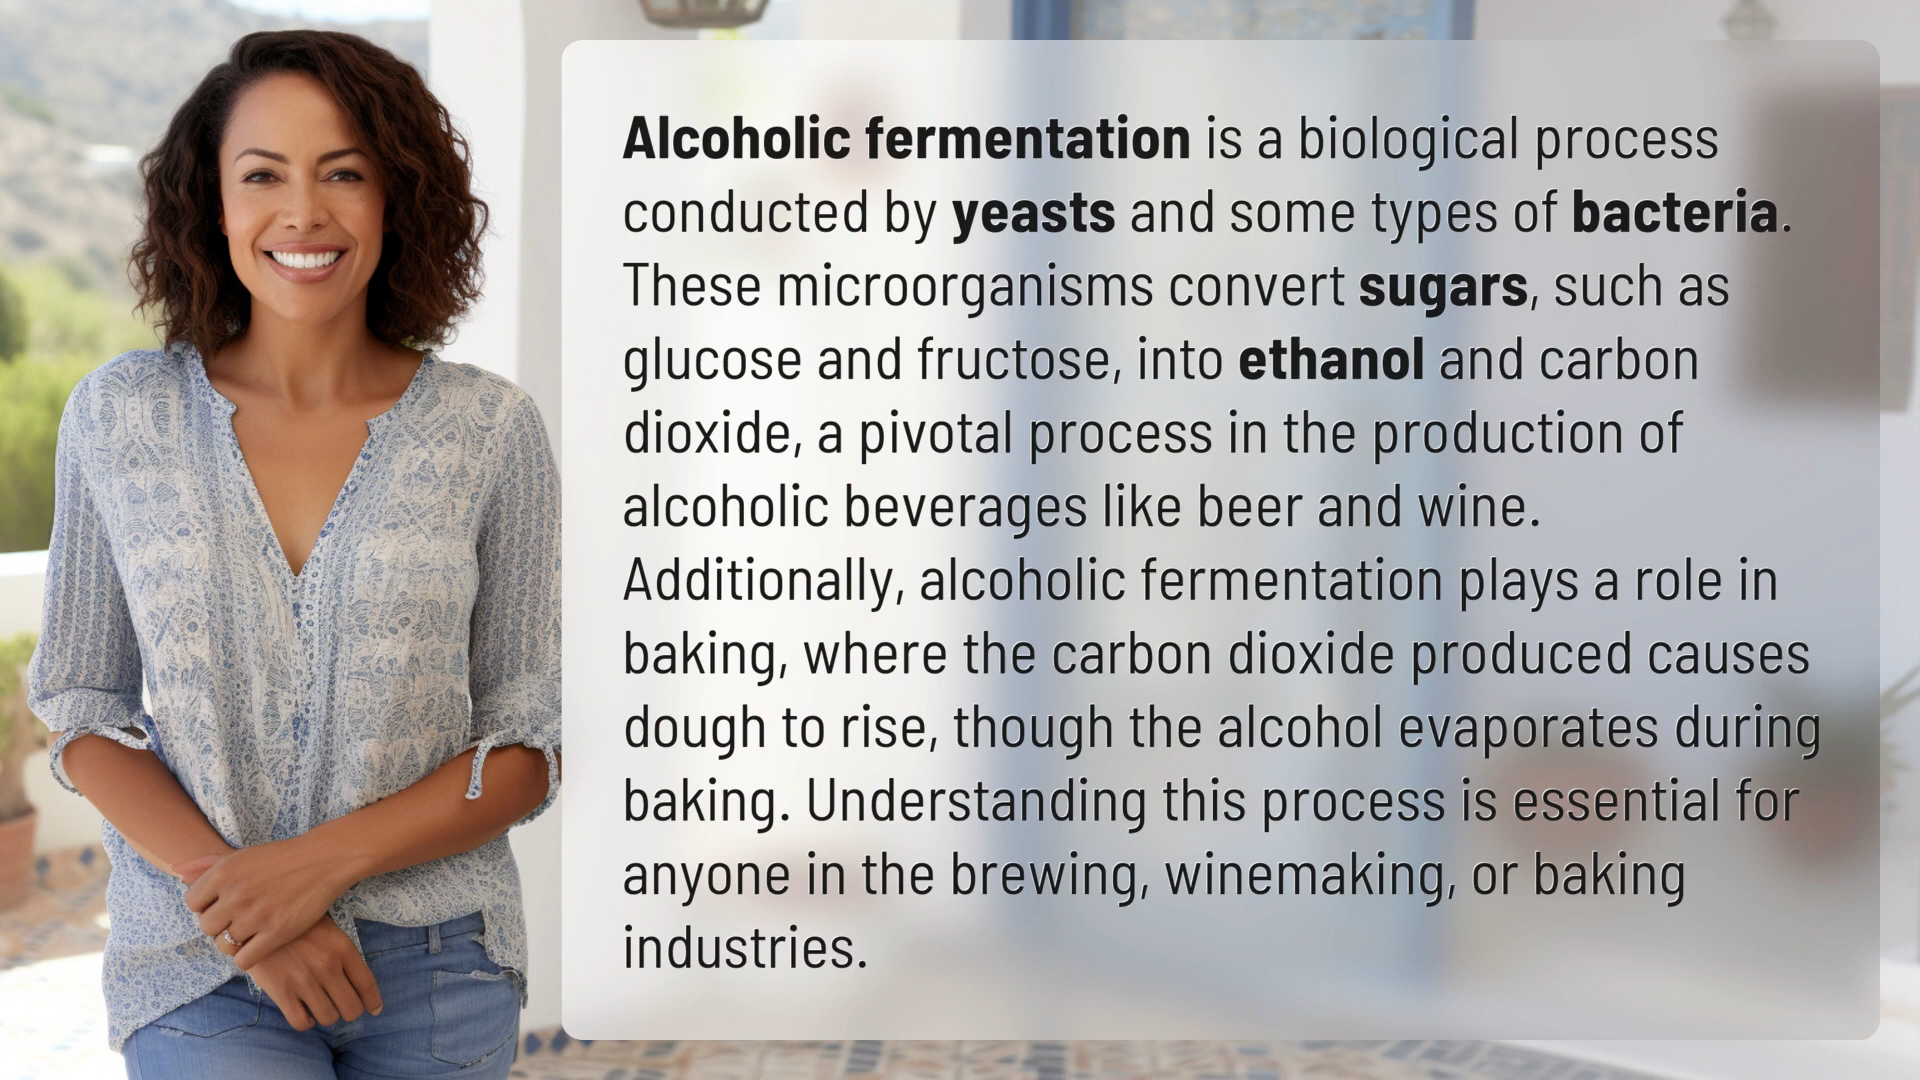 Alcoholic fermentation is a biological process
conducted by yeasts and some types of bacteria.
These microorganisms convert sugars, such as
glucose and fructose, into ethanol and carbon
dioxide, a pivotal process in the production of
alcoholic beverages like beer and wine.
Additionally, alcoholic fermentation plays a role in
baking, where the carbon dioxide produced causes
dough to rise, though the alcohol evaporates during
baking. Understanding this process is essential for
anyone in the brewing, winemaking, or baking
industries.